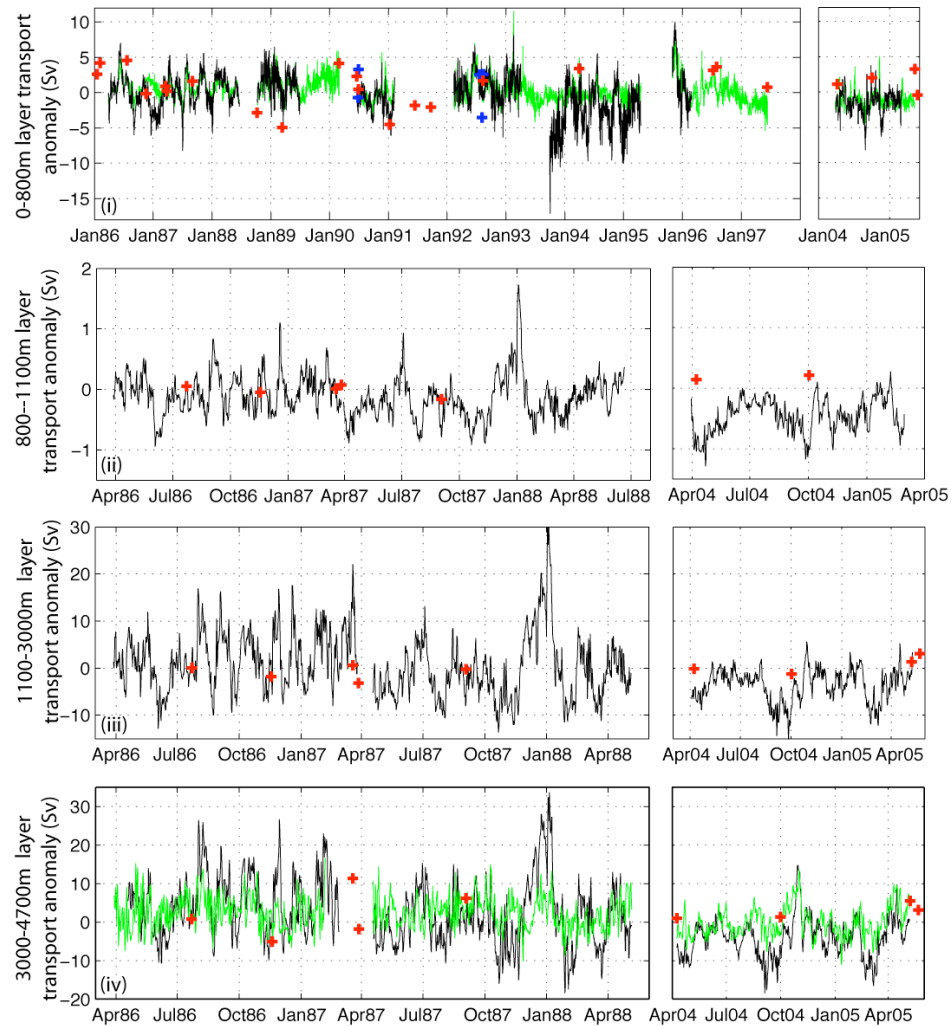 0-800m layer transport
anomaly (Sv)
10
5
0
−5
−10
−15
(i)
Jan86 Jan87 Jan88 Jan89 Jan90 Jan91 Jan92 Jan93 Jan94 Jan95 Jan96 Jan97 Jan04 Jan05
800--1100m layer
transport anomaly (Sv)
2
1
0
−1
(ii)
Apr86 Jul86 Oct86 Jan87 Apr87 Jul87 Oct87 Jan88 Apr88 Jul88 Apr04 Jul04 Oct04 Jan05 Apr05
1100-3000m layer
transport anomaly (Sv)
30
20
10
0
−10
(iii)
Apr86 Jul86 Oct86 Jan87 Apr87 Jul87 Oct87 Jan88 Apr88 Apr04 Jul04 Oct04 Jan05 Apr05
3000-4700m layer
transport anomaly (Sv)
30
20
10
0
−10
−20
(iv)
Apr86 Jul86 Oct86 Jan87 Apr87 Jul87 Oct87 Jan88 Apr88 Apr04 Jul04 Oct04 Jan05 Apr05